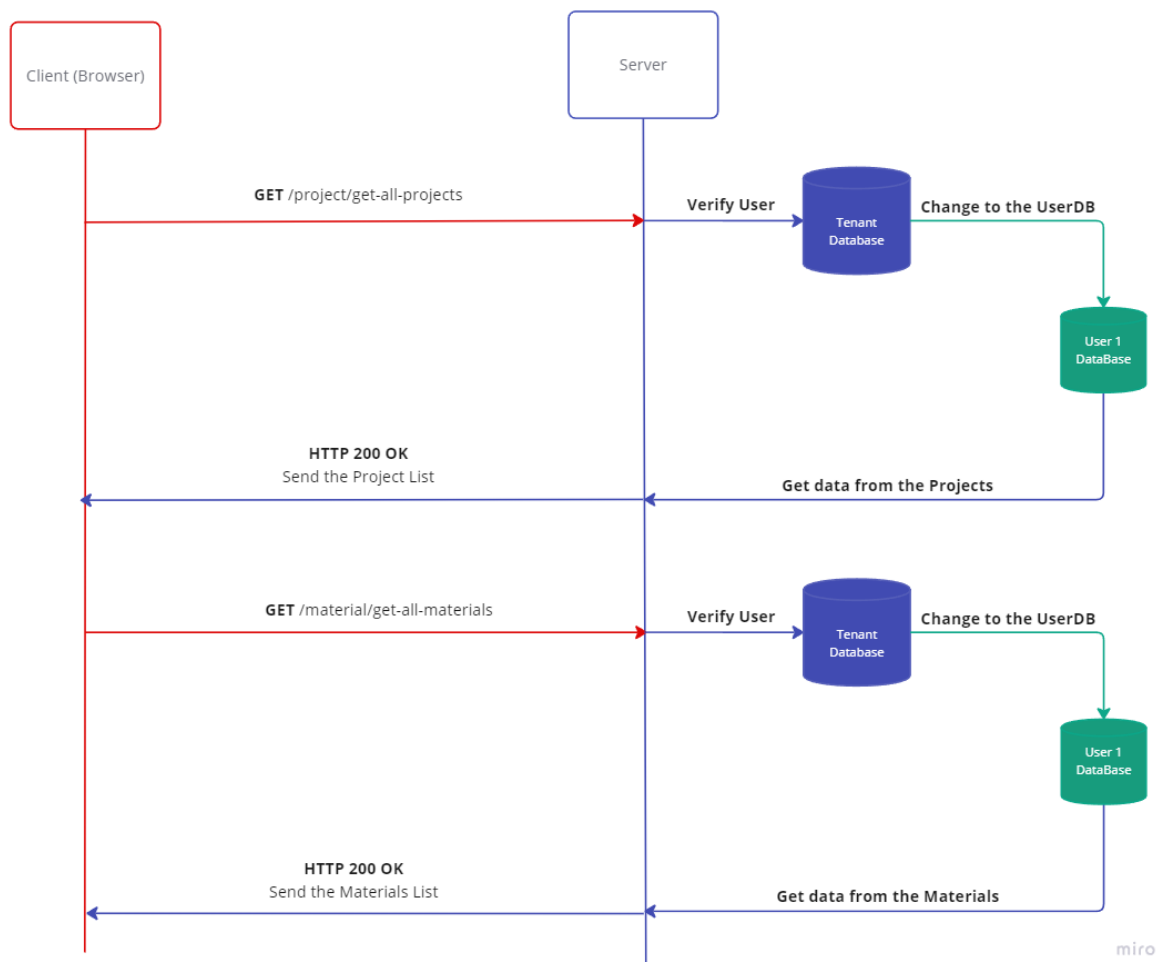 Client (Browser)
Server
GET /project/get-all-projects
Verify User
Change to the UserDB
Tenant
Database
User 1
DataBase
HTTP 200 OK
Send the Project List
Get data from the Projects
GET /material/get-all-materials
Verify User
Change to the UserDB
Tenant
Database
User 1
DataBase
HTTP 200 OK
Send the Materials List
Get data from the Materials
miro